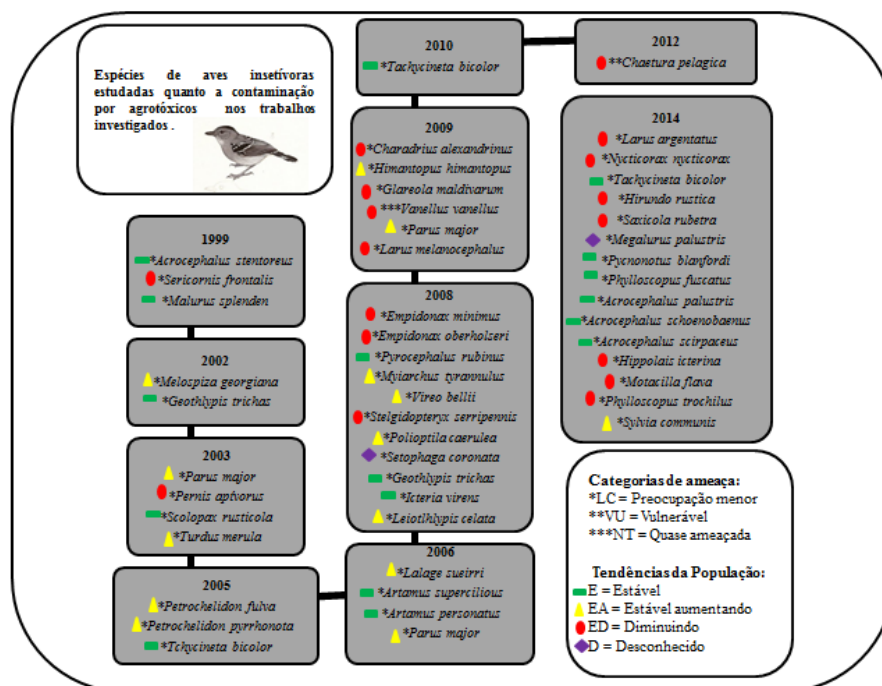 Espécies de aves insetívoras
estudadas quanto a contaminação
por agrotóxicos nos trabalhos
investigados .
1999
*Acrocephalus stentoreus
*Sericornis frontalis
*Malurus splenden
2002
*Melospiza georgiana
*Geothlypis trichas
2003
*Parus major
*Pernis aptvorus
*Scolopax rusticola
*Turdus merula
2005
*Petrochelidon fulva
*Petrochelidon pyrrhonota
*Tchycineta bicolor
2006
*Lalage sueirri
*Artamus supercilious
*Artamus personatus
*Parus major
2008
*Empidonax minimus
*Empidonax oberholseri
*Pyrocephalus rubinus
*Myiarchus tyrannulus
*Vireo bellii
*Stelgidopteryx serripennis
*Polioptila caerulea
*Setophaga coronata
*Geothlypis trichas
*Icteria virens
*Leiotlhlypis celata
2009
*Charadrius alexandrinus
*Himantopus himantopus
*Glareola maldivarum
***Vanellus vanellus
*Parus major
*Larus melanocephalus
2010
*Tachycineta bicolor
2012
**Chaetura pelagica
2014
*Larus argentatus
*Nycticorax nycticorax
*Tachycineta bicolor
*Hirundo rustica
*Saxicola rubetra
*Megalurus palustris
*Pycnonotus blanfordi
*Phylloscopus fuscatus
*Acrocephalus palustris
*Acrocephalus schoenobaenus
*Acrocephalus scirpaceus
*Hippolais icterina
*Motacilla flava
*Phylloscopus trochilus
*Sylvia communis
Categorias de ameaça:
*LC = Preocupação menor
**VU = Vulnerável
***NT = Quase ameaçada
Tendências da População:
E = Estável
EA = Estável aumentando
ED = Diminuindo
D = Desconhecido